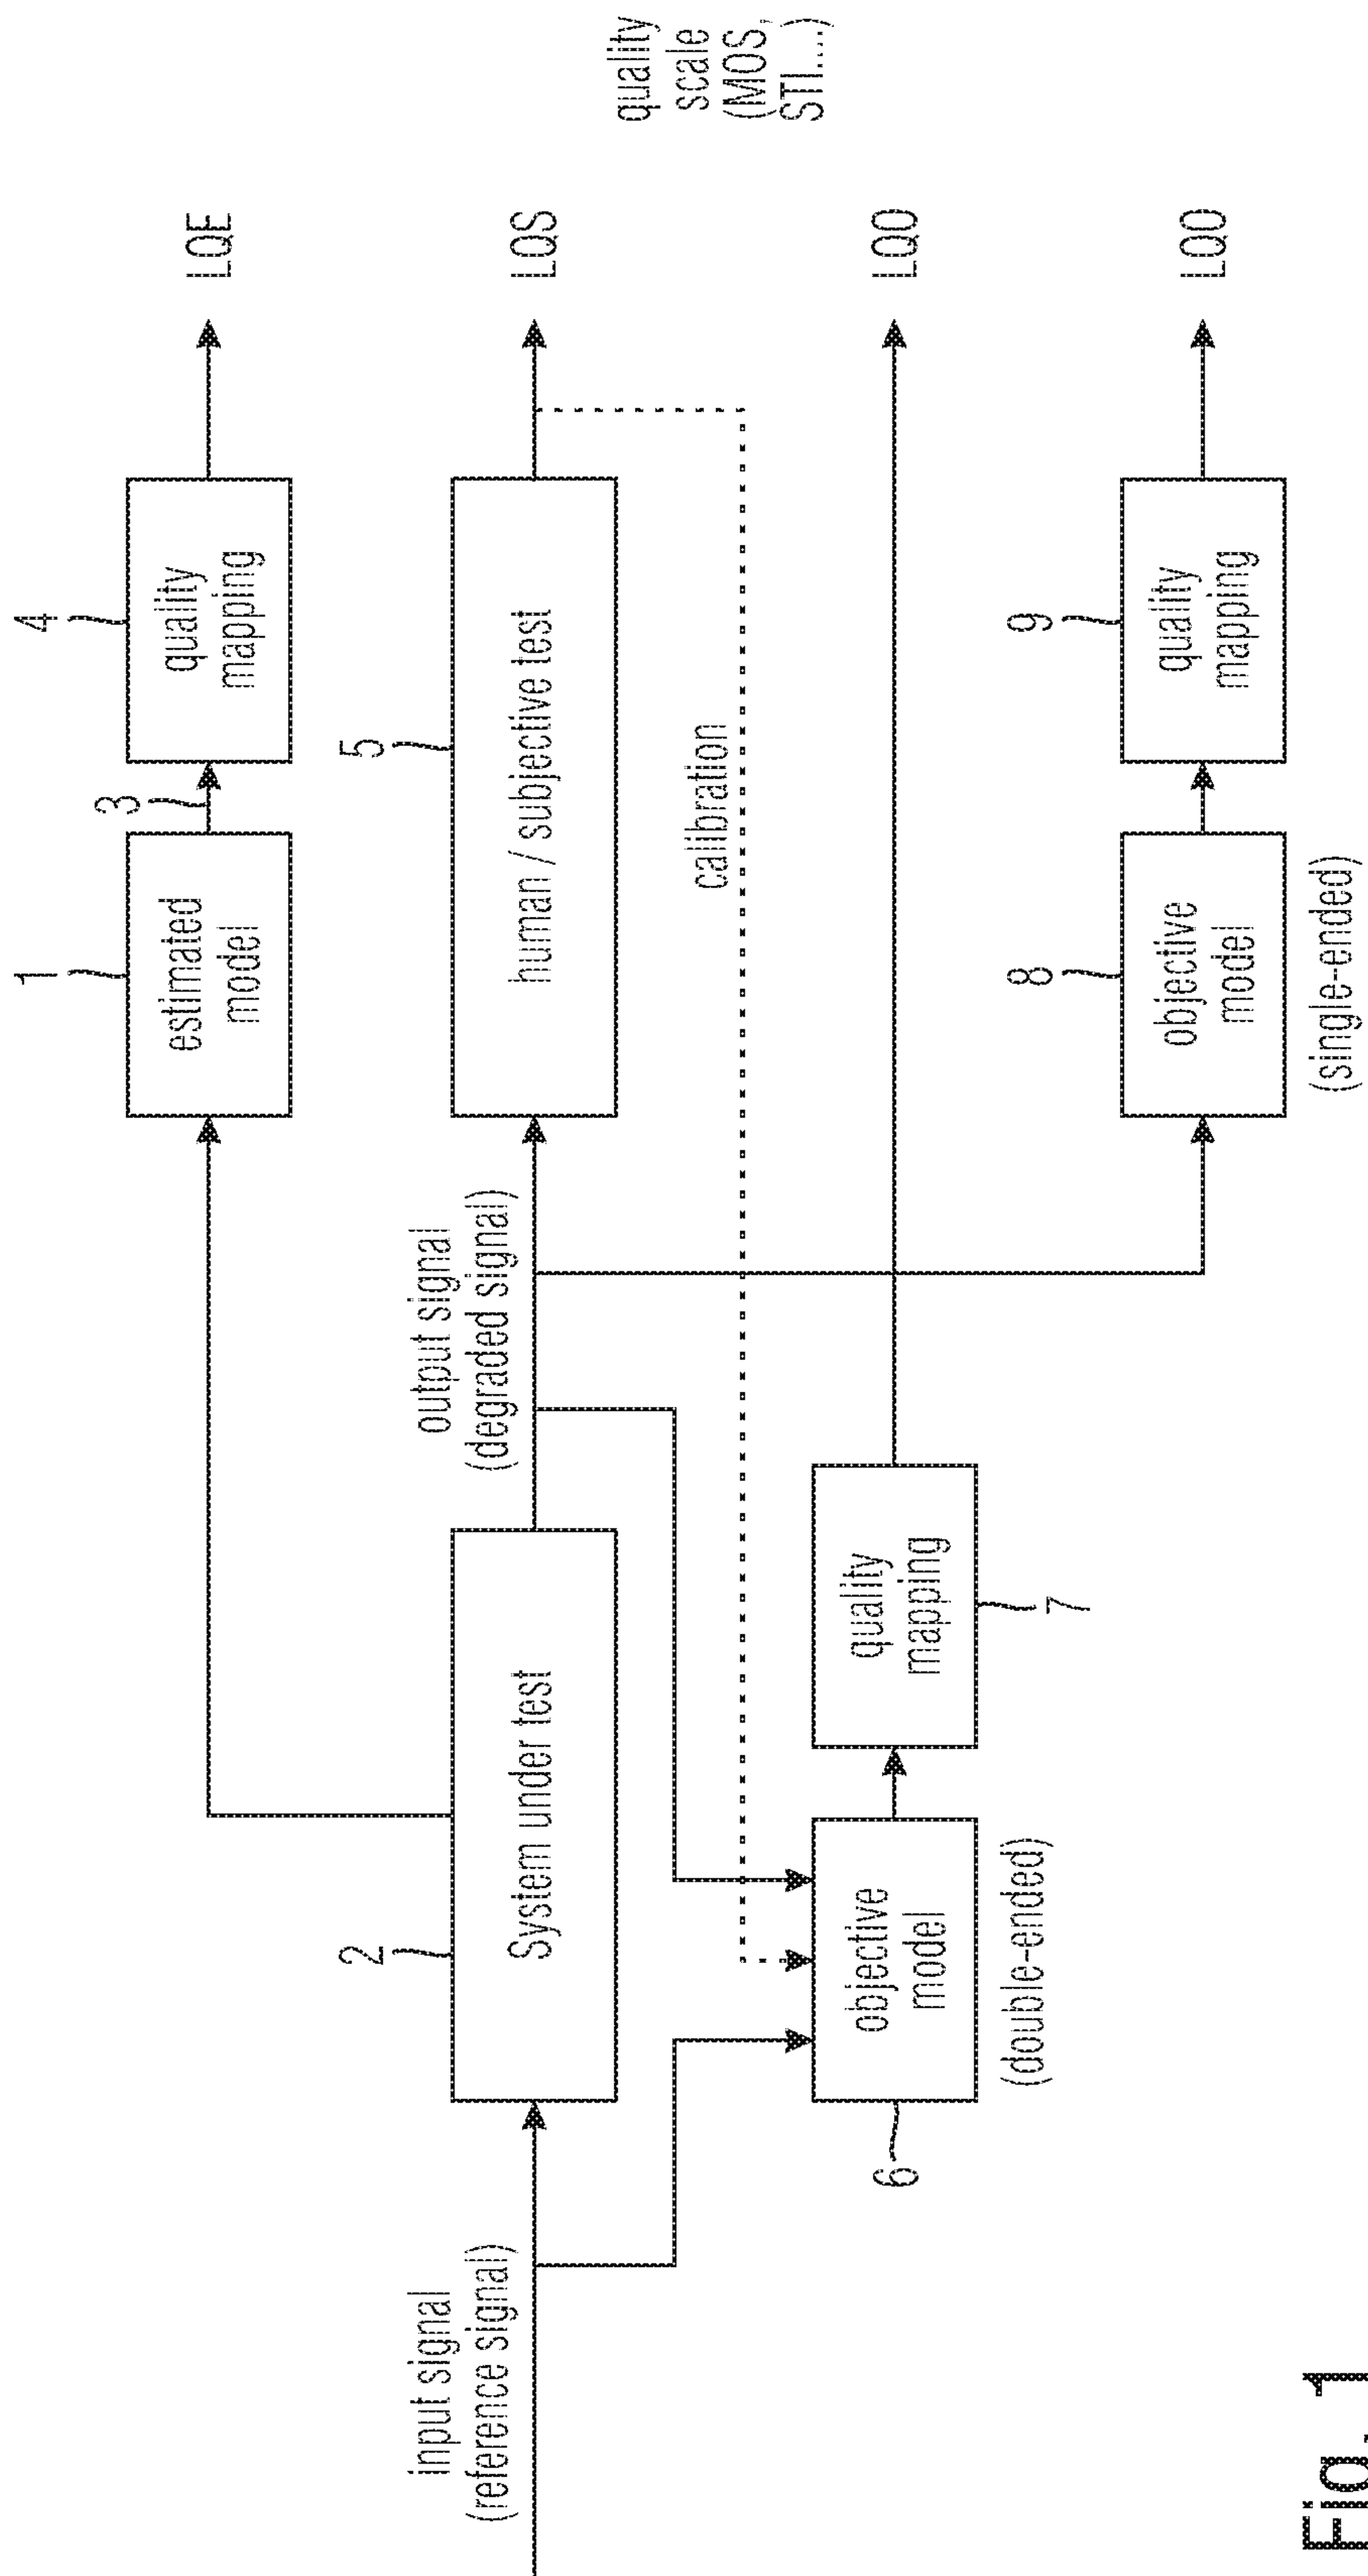 1
estimated
model
3
4
quality
mapping
LQE
input signal
(reference signal)
2
System under test
output signal
(degraded signal)
5
human / subjective test
LQS
quality
scale
(MOS,
STI....)
calibration
6
objective
model
(double-ended)
quality
mapping
7
LQO
8
objective
model
(single-ended)
9
quality
mapping
LQO
Fig. 1